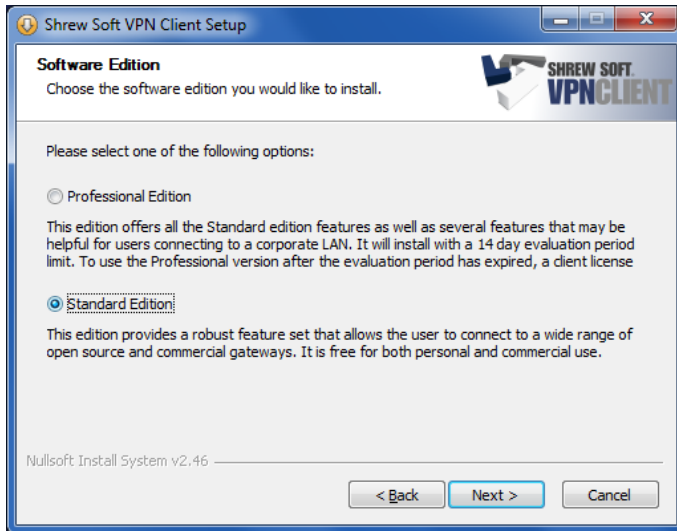 Shrew Soft VPN Client Setup
Software Edition
Choose the software edition you would like to install.
SHREW SOFT.
VPNCLIENT
Please select one of the following options:
Professional Edition
This edition offers all the Standard edition features as well as several features that may be
helpful for users connecting to a corporate LAN. It will install with a 14 day evaluation period
limit. To use the Professional version after the evaluation period has expired, a client license
Standard Edition
This edition provides a robust feature set that allows the user to connect to a wide range of
open source and commercial gateways. It is free for both personal and commercial use.
Nullsoft Install System v2.46
< Back Next > Cancel